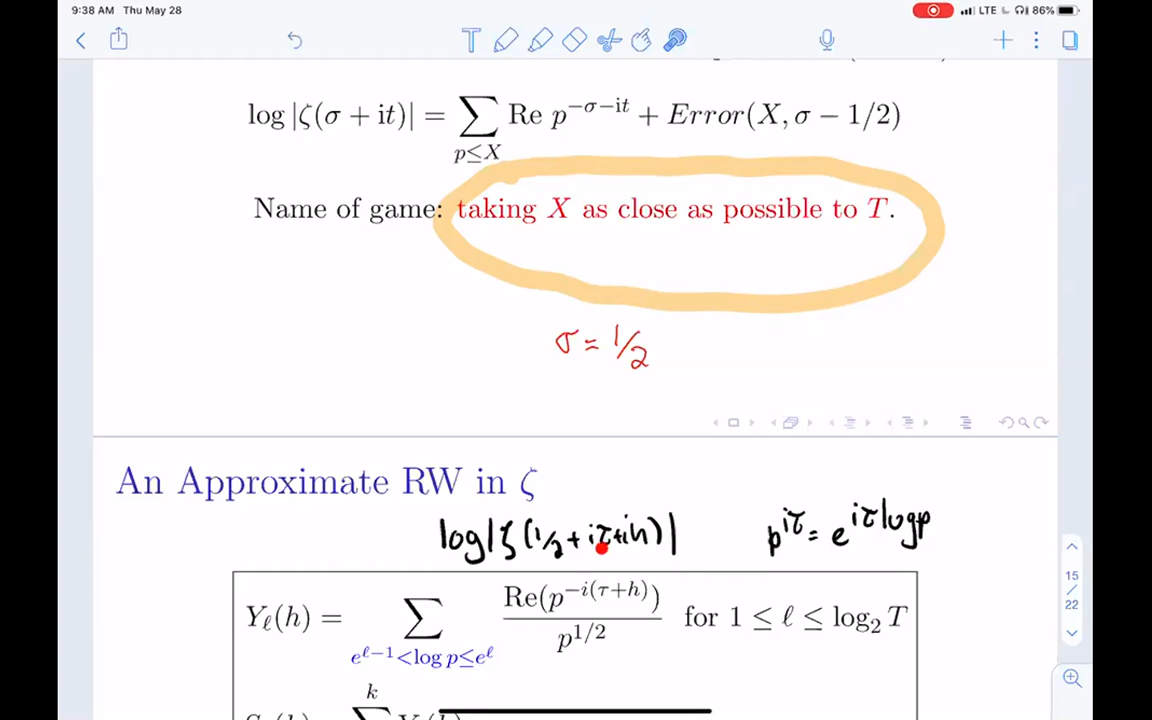 9:38 AM Thu May 28
LTE 86%
log |ζ(σ + it)| = ∑ Re p^{−σ−it} + Error(X, σ − 1/2)
p≤X
Name of game: taking X as close as possible to T.
σ = 1/2
An Approximate RW in ζ
log|ζ(1/2+iτ+ih)| p^{iτ} = e^{iτ log p}
Y_ℓ(h) = ∑ Re(p^{−i(τ+h)}) / p^{1/2} for 1 ≤ ℓ ≤ log₂ T
e^{ℓ−1}<log p≤e^ℓ
k
15
/
22